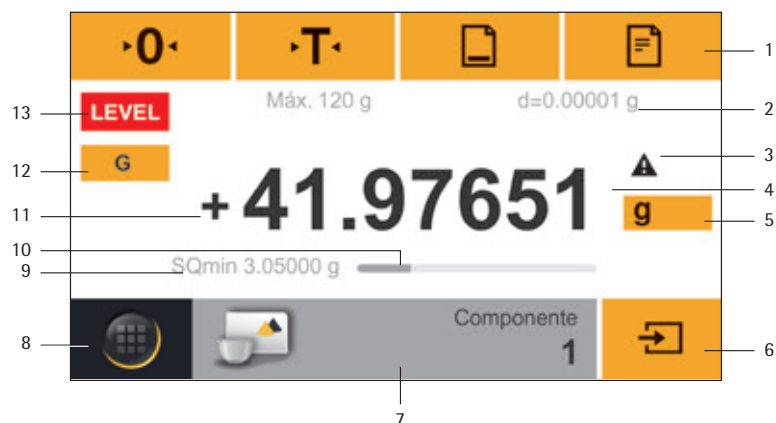 0 T 1
Máx. 120 g d=0.00001 g 2
13 LEVEL
3
12 G
4
+41.97651
g 5
11
10
9 SQmin 3.05000 g
Componente
8 1 6
7